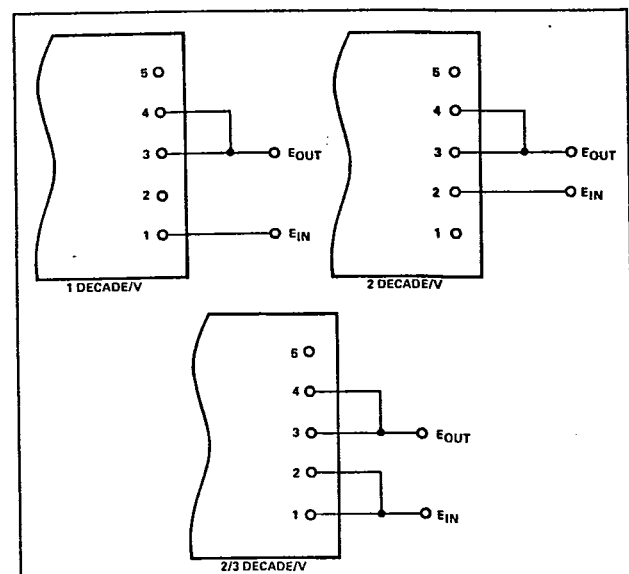 5
4
3 EOUT
2
1 EIN
1 DECADE/V
5
4
3 EOUT
2 EIN
1
2 DECADE/V
5
4
3 EOUT
2
1 EIN
2/3 DECADE/V